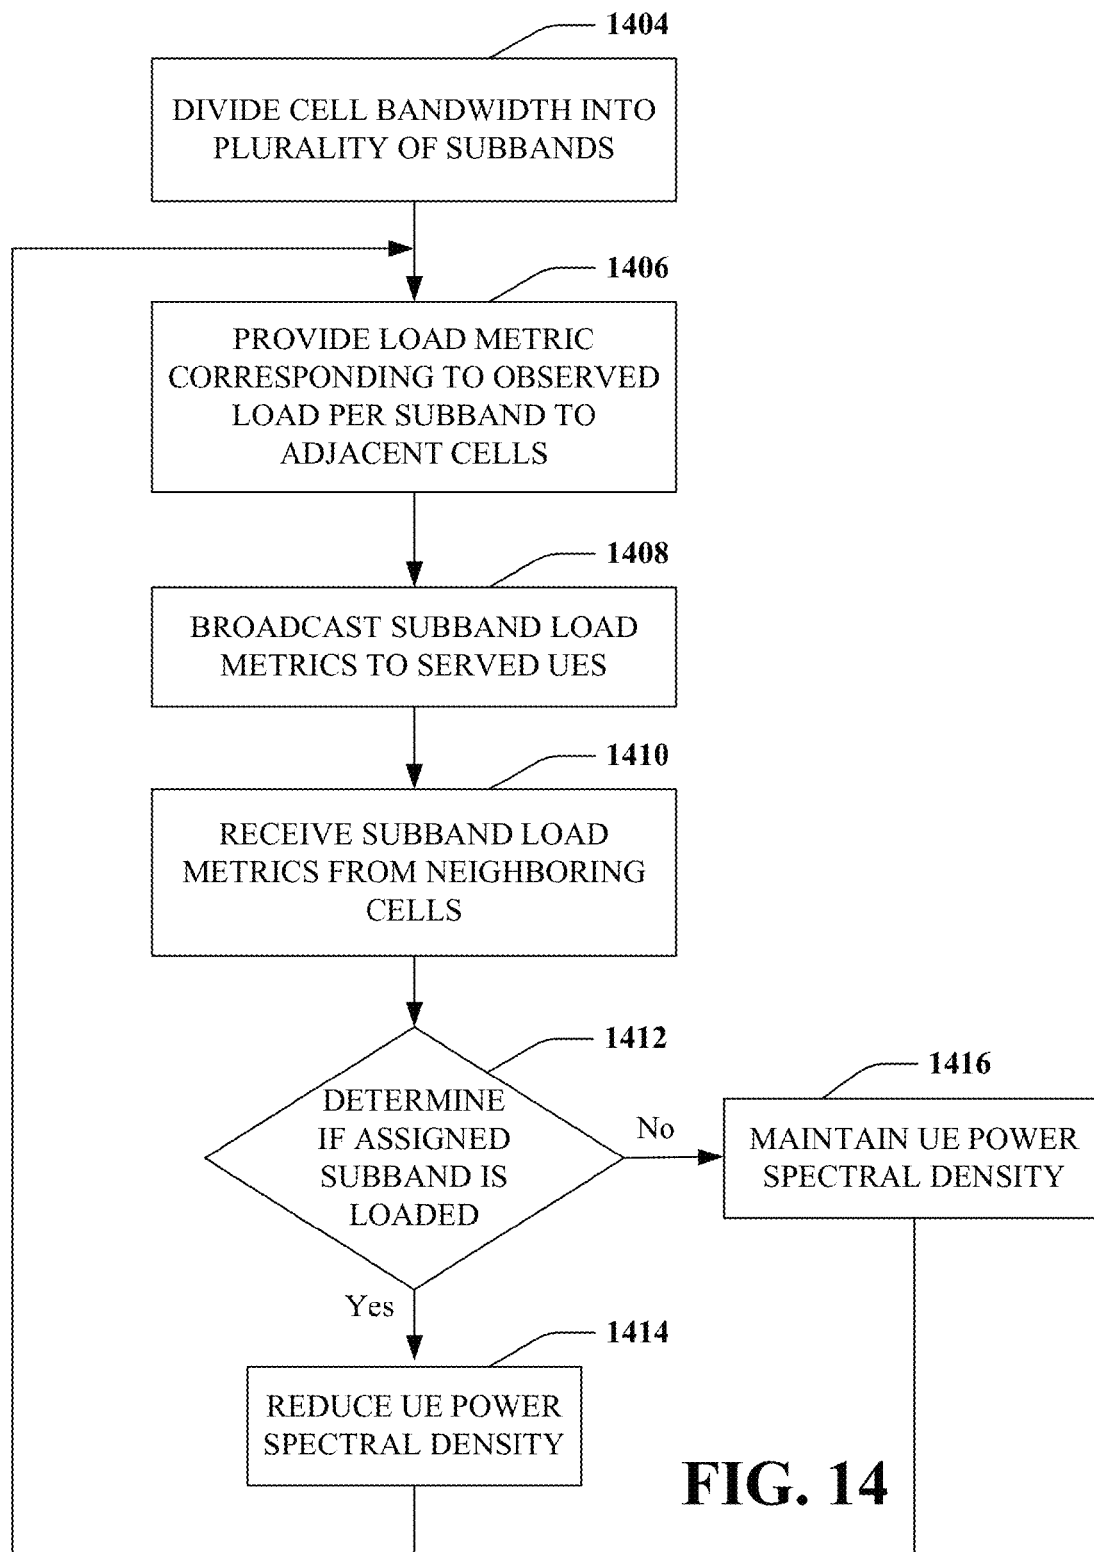 1404
DIVIDE CELL BANDWIDTH INTO
PLURALITY OF SUBBANDS
1406
PROVIDE LOAD METRIC
CORRESPONDING TO OBSERVED
LOAD PER SUBBAND TO
ADJACENT CELLS
1408
BROADCAST SUBBAND LOAD
METRICS TO SERVED UES
1410
RECEIVE SUBBAND LOAD
METRICS FROM NEIGHBORING
CELLS
1412
DETERMINE
IF ASSIGNED
SUBBAND IS
LOADED
No
1416
MAINTAIN UE POWER
SPECTRAL DENSITY
Yes
1414
REDUCE UE POWER
SPECTRAL DENSITY
FIG. 14